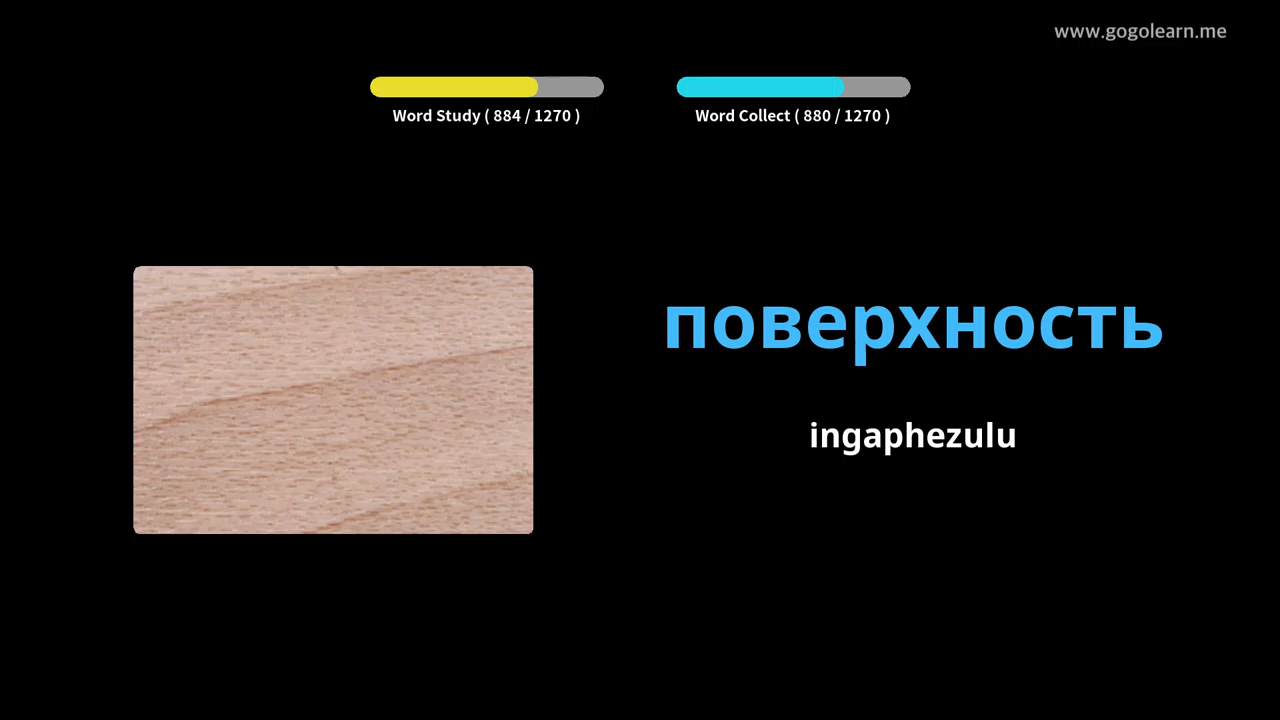 www.gogolearn.me
Word Study ( 884 / 1270 )
Word Collect ( 880 / 1270 )
поверхность
ingaphezulu